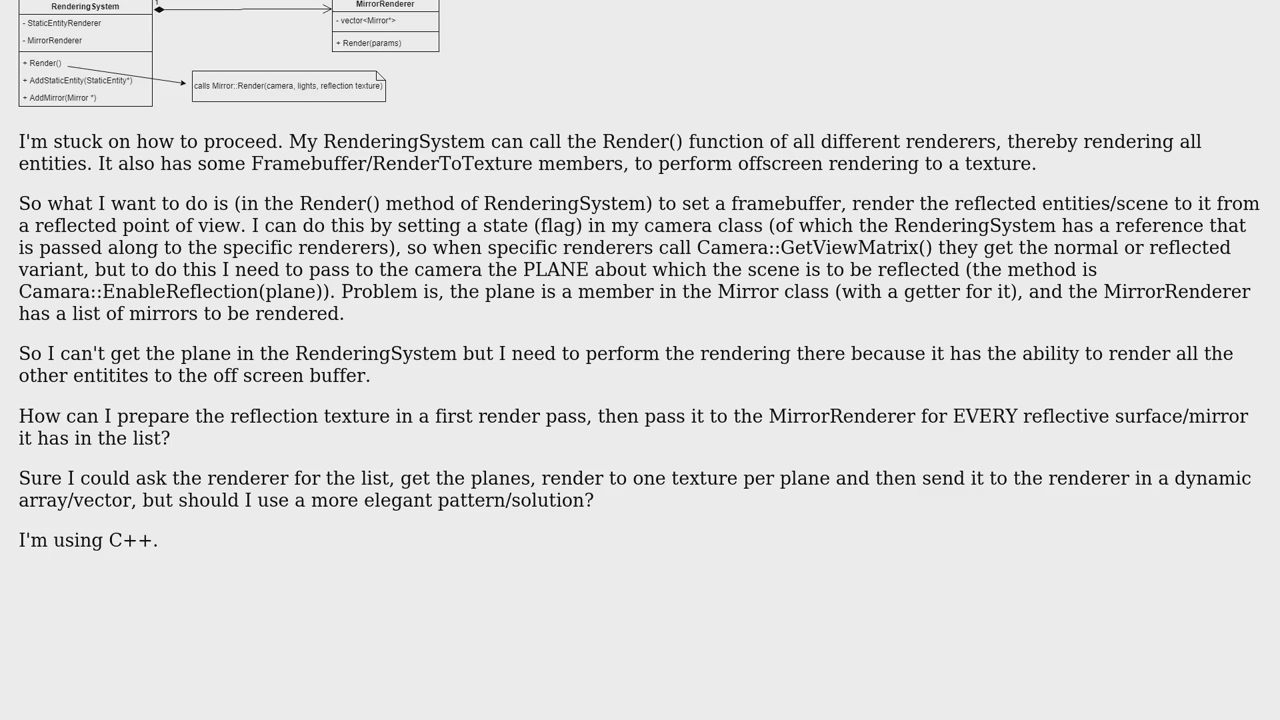 RenderingSystem
1
MirrorRenderer
- StaticEntityRenderer
- MirrorRenderer
- vector<Mirror*>
+ Render(params)
+ Render()
+ AddStaticEntity(StaticEntity*)
+ AddMirror(Mirror *)
calls Mirror::Render(camera, lights, reflection texture)
I'm stuck on how to proceed. My RenderingSystem can call the Render() function of all different renderers, thereby rendering all
entities. It also has some Framebuffer/RenderToTexture members, to perform offscreen rendering to a texture.
So what I want to do is (in the Render() method of RenderingSystem) to set a framebuffer, render the reflected entities/scene to it from
a reflected point of view. I can do this by setting a state (flag) in my camera class (of which the RenderingSystem has a reference that
is passed along to the specific renderers), so when specific renderers call Camera::GetViewMatrix() they get the normal or reflected
variant, but to do this I need to pass to the camera the PLANE about which the scene is to be reflected (the method is
Camara::EnableReflection(plane)). Problem is, the plane is a member in the Mirror class (with a getter for it), and the MirrorRenderer
has a list of mirrors to be rendered.
So I can't get the plane in the RenderingSystem but I need to perform the rendering there because it has the ability to render all the
other entitites to the off screen buffer.
How can I prepare the reflection texture in a first render pass, then pass it to the MirrorRenderer for EVERY reflective surface/mirror
it has in the list?
Sure I could ask the renderer for the list, get the planes, render to one texture per plane and then send it to the renderer in a dynamic
array/vector, but should I use a more elegant pattern/solution?
I'm using C++.